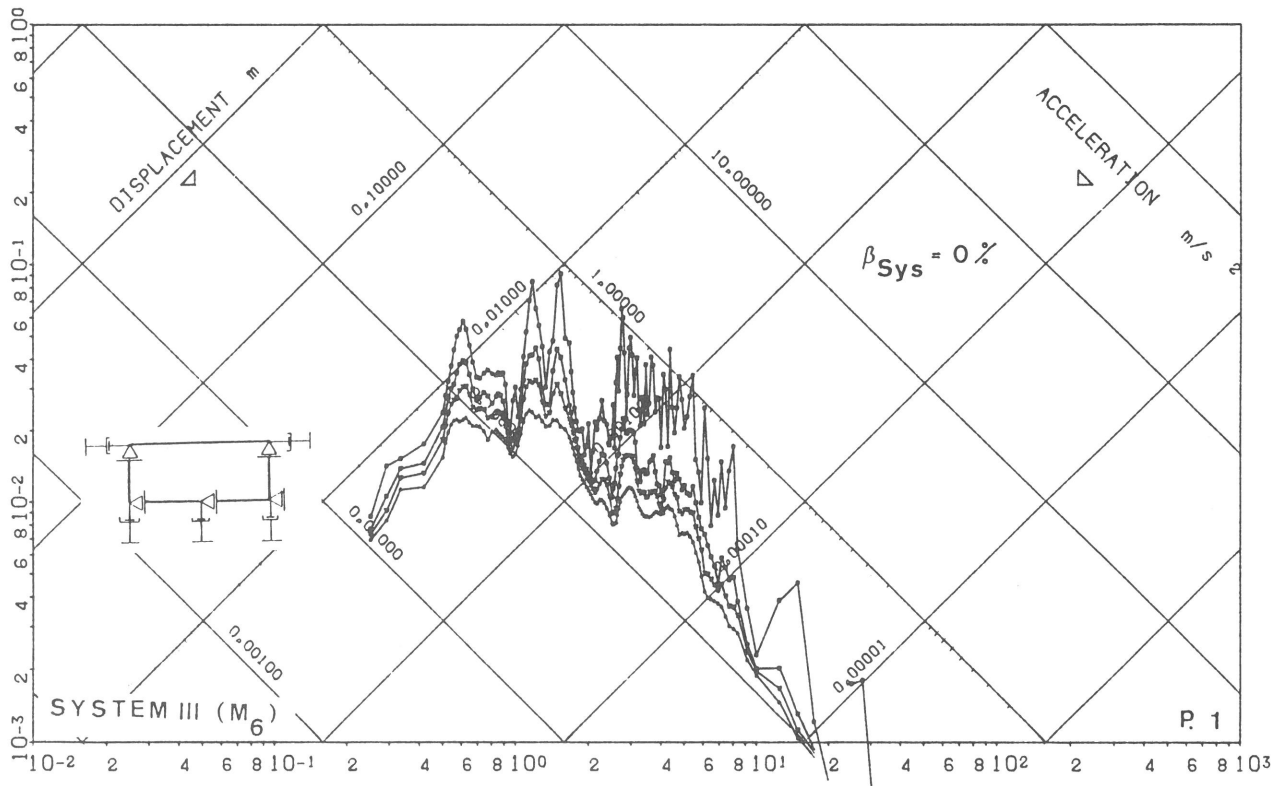 8 10⁰
6
4
2
8 10⁻¹
6
4
2
8 10⁻²
6
4
2
8 10⁻³
DISPLACEMENT m
ACCELERATION
m/s 2
0,10000
10,00000
0,01000
1,00000
βSys = 0 %
0,00010
0,00100
0,00001
SYSTEM III (M6)
P. 1
10⁻² 2 4 6 8 10⁻¹ 2 4 6 8 10⁰ 2 4 6 8 10¹ 2 4 6 8 10² 2 4 6 8 10³